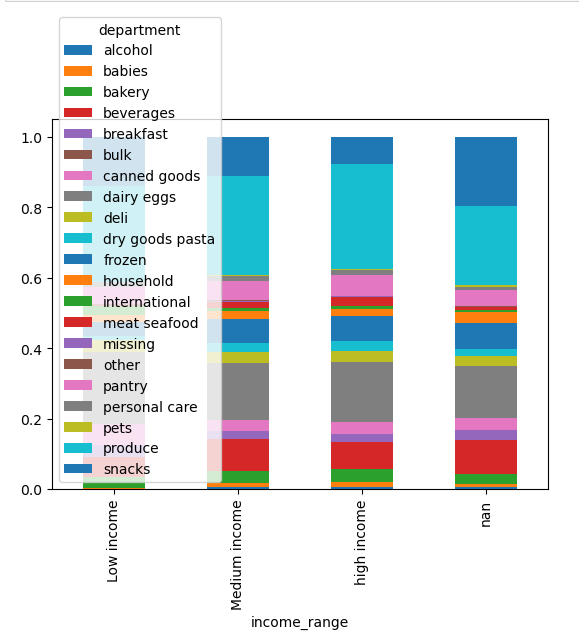 department
alcohol
babies
bakery
beverages
breakfast
bulk
canned goods
dairy eggs
deli
dry goods pasta
frozen
household
international
meat seafood
missing
other
pantry
personal care
pets
produce
snacks
1.0
0.8
0.6
0.4
0.2
0.0
Low income
Medium income
high income
nan
income_range